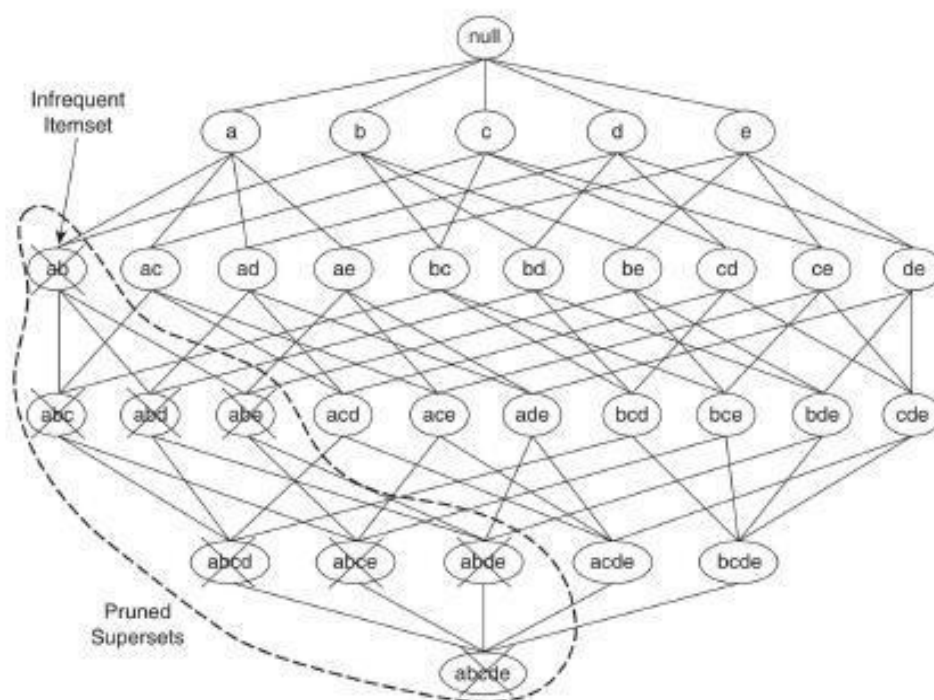 null
Infrequent
Itemset
a b c d e
ab ac ad ae bc bd be cd ce de
abc abd abe acd ace ade bcd bce bde cde
abcd abce abde acde bcde
Pruned
Supersets
abcde